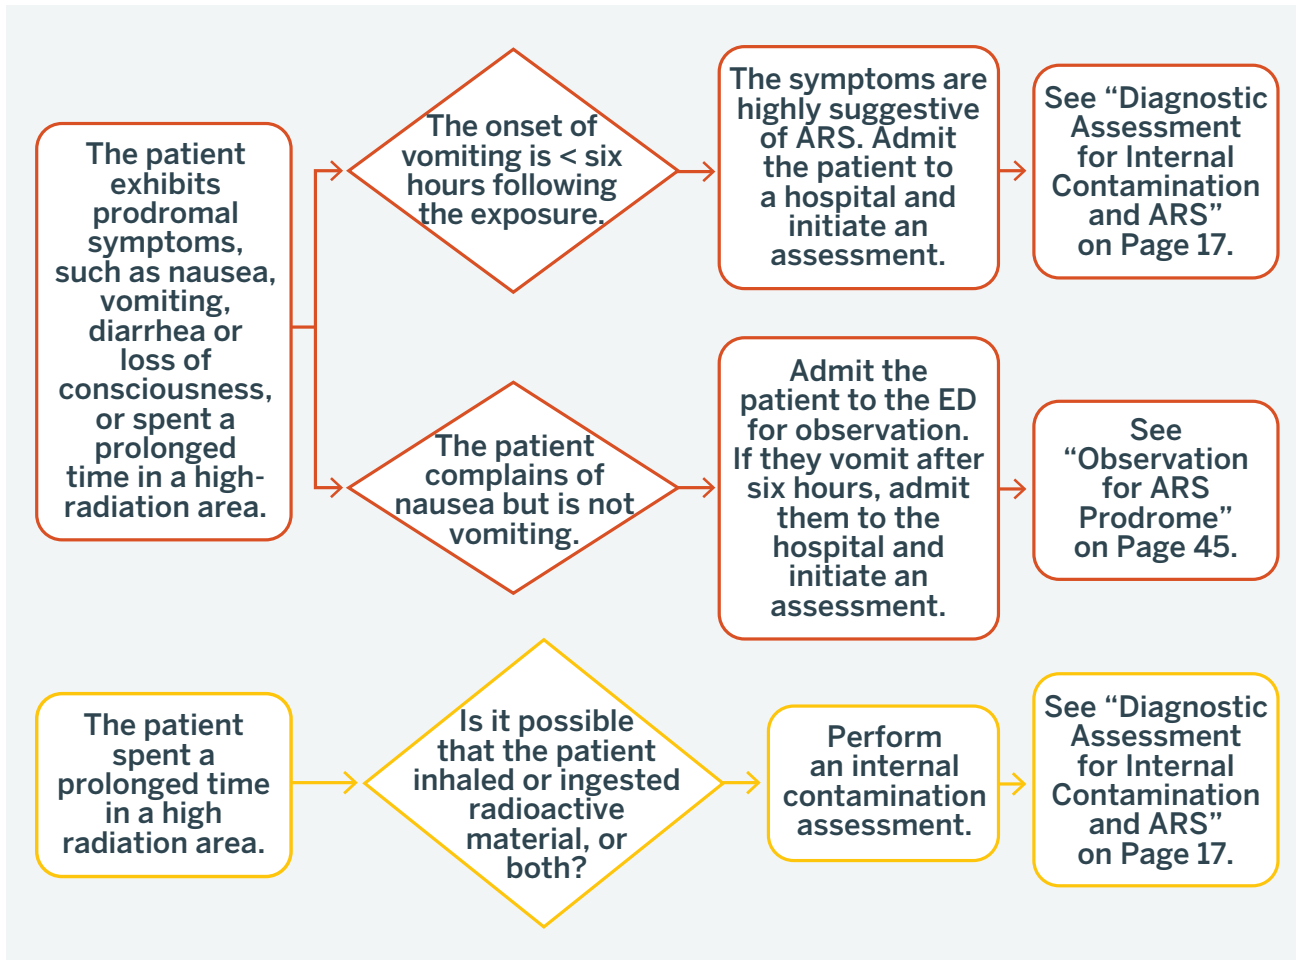 The patient
exhibits
prodromal
symptoms,
such as nausea,
vomiting,
diarrhea or
loss of
consciousness,
or spent a
prolonged
time in a high-
radiation area.
The onset of
vomiting is < six
hours following
the exposure.
The symptoms are
highly suggestive
of ARS. Admit
the patient to
a hospital and
initiate an
assessment.
See “Diagnostic
Assessment
for Internal
Contamination
and ARS”
on Page 17.
The patient
complains of
nausea but is not
vomiting.
Admit the
patient to the ED
for observation.
If they vomit after
six hours, admit
them to the
hospital and
initiate an
assessment.
See
“Observation
for ARS
Prodrome”
on Page 45.
The patient
spent a
prolonged time
in a high
radiation area.
Is it possible
that the patient
inhaled or ingested
radioactive
material, or
both?
Perform
an internal
contamination
assessment.
See “Diagnostic
Assessment
for Internal
Contamination
and ARS”
on Page 17.